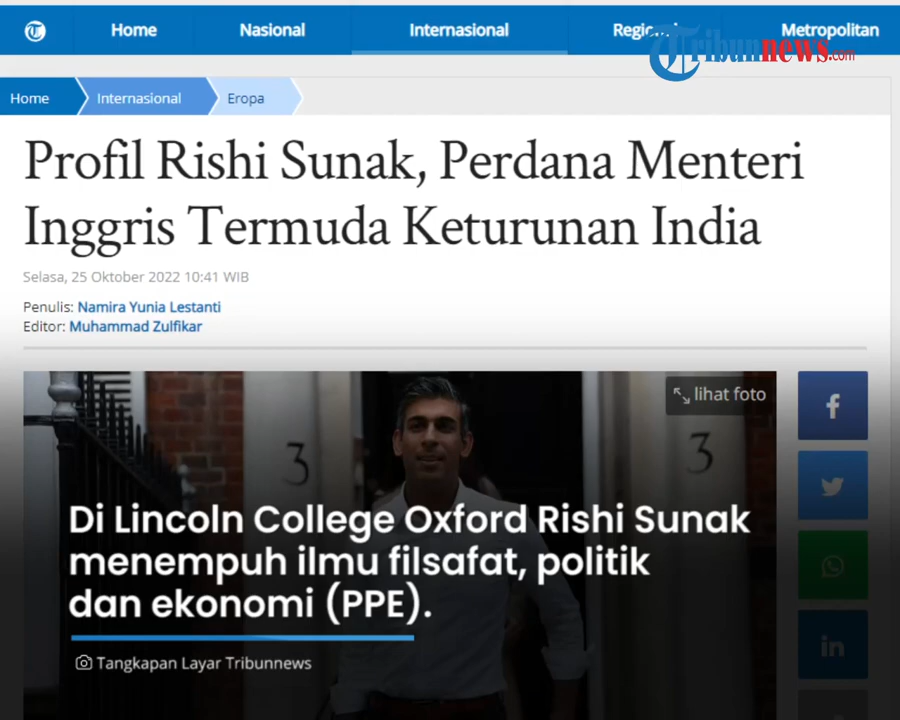 Home Nasional Internasional Regional Metropolitan
Tribunnews.com
Home Internasional Eropa
Profil Rishi Sunak, Perdana Menteri
Inggris Termuda Keturunan India
Selasa, 25 Oktober 2022 10:41 WIB
Penulis: Namira Yunia Lestanti
Editor: Muhammad Zulfikar
lihat foto
3 3
Di Lincoln College Oxford Rishi Sunak
menempuh ilmu filsafat, politik
dan ekonomi (PPE).
Tangkapan Layar Tribunnews